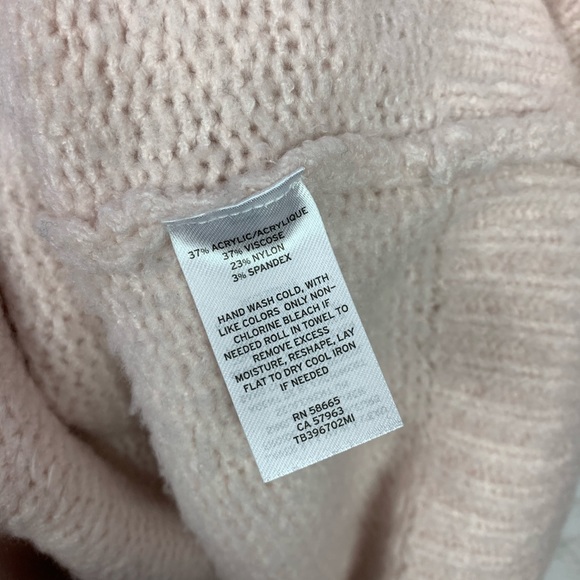 37% ACRYLIC/ACRYLIQUE
37% VISCOSE
23% NYLON
3% SPANDEX
HAND WASH COLD, WITH
LIKE COLORS ONLY NON-
CHLORINE BLEACH IF
NEEDED ROLL IN TOWEL TO
REMOVE EXCESS
MOISTURE, RESHAPE, LAY
FLAT TO DRY COOL IRON
IF NEEDED
RN 58665
CA 57963
TB396702MI